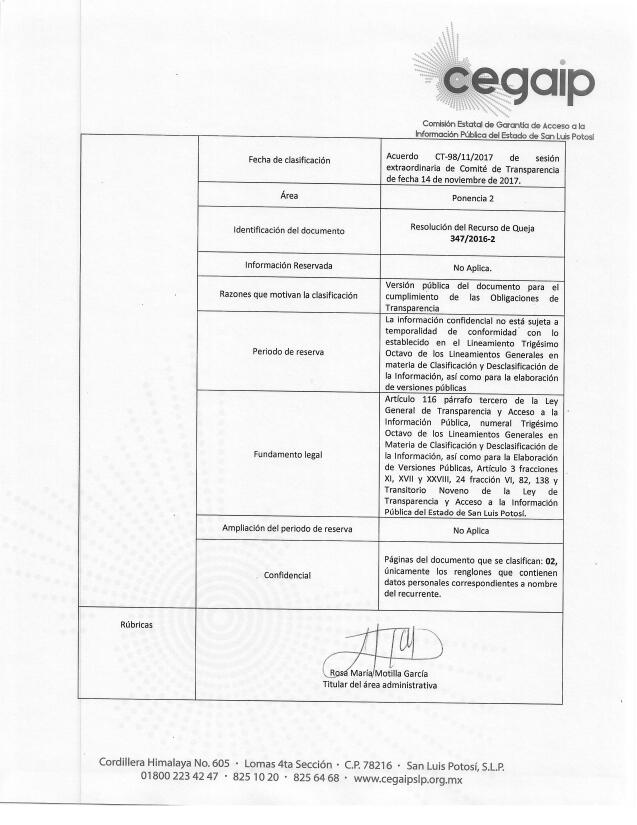 cegaip
Comisión Estatal de Garantía de Acceso a la
Información Pública del Estado de San Luis Potosí
Fecha de clasificación
Acuerdo CT-98/11/2017 de sesión
extraordinaria de Comité de Transparencia
de fecha 14 de noviembre de 2017.
Área
Ponencia 2
Identificación del documento
Resolución del Recurso de Queja
347/2016-2
Información Reservada
No Aplica.
Razones que motivan la clasificación
Versión pública del documento para el
cumplimiento de las Obligaciones de
Transparencia
Periodo de reserva
La información confidencial no está sujeta a
temporalidad de conformidad con lo
establecido en el Lineamiento Trigésimo
Octavo de los Lineamientos Generales en
materia de Clasificación y Desclasificación de
la Información, así como para la elaboración
de versiones públicas
Fundamento legal
Artículo 116 párrafo tercero de la Ley
General de Transparencia y Acceso a la
Información Pública, numeral Trigésimo
Octavo de los Lineamientos Generales en
Materia de Clasificación y Desclasificación de
la Información, así como para la Elaboración
de Versiones Públicas, Artículo 3 fracciones
XI, XVII y XXVIII, 24 fracción VI, 82, 138 y
Transitorio Noveno de la Ley de
Transparencia y Acceso a la Información
Pública del Estado de San Luis Potosí.
Ampliación del periodo de reserva
No Aplica
Confidencial
Páginas del documento que se clasifican: 02,
únicamente los renglones que contienen
datos personales correspondientes a nombre
del recurrente.
Rúbricas
Rosa María Motilla García
Titular del área administrativa
Cordillera Himalaya No. 605 · Lomas 4ta Sección · C.P. 78216 · San Luis Potosí, S.L.P.
01800 223 42 47 · 825 10 20 · 825 64 68 · www.cegaipslp.org.mx